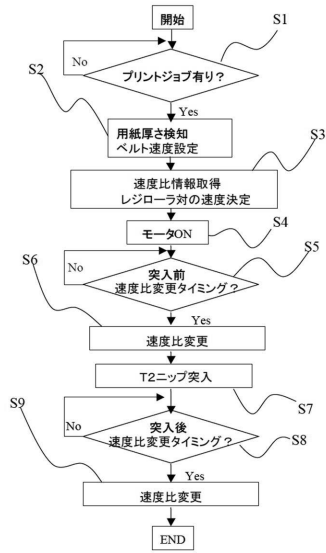 開始
S1
No
プリントジョブ有り?
S2
Yes
用紙厚さ検知
ベルト速度設定
S3
速度比情報取得
レジローラ対の速度決定
S4
モータON
S5
No
突入前
速度比変更タイミング?
S6
Yes
速度比変更
T2ニップ突入
S7
S9
No
突入後
速度比変更タイミング?
S8
Yes
速度比変更
END